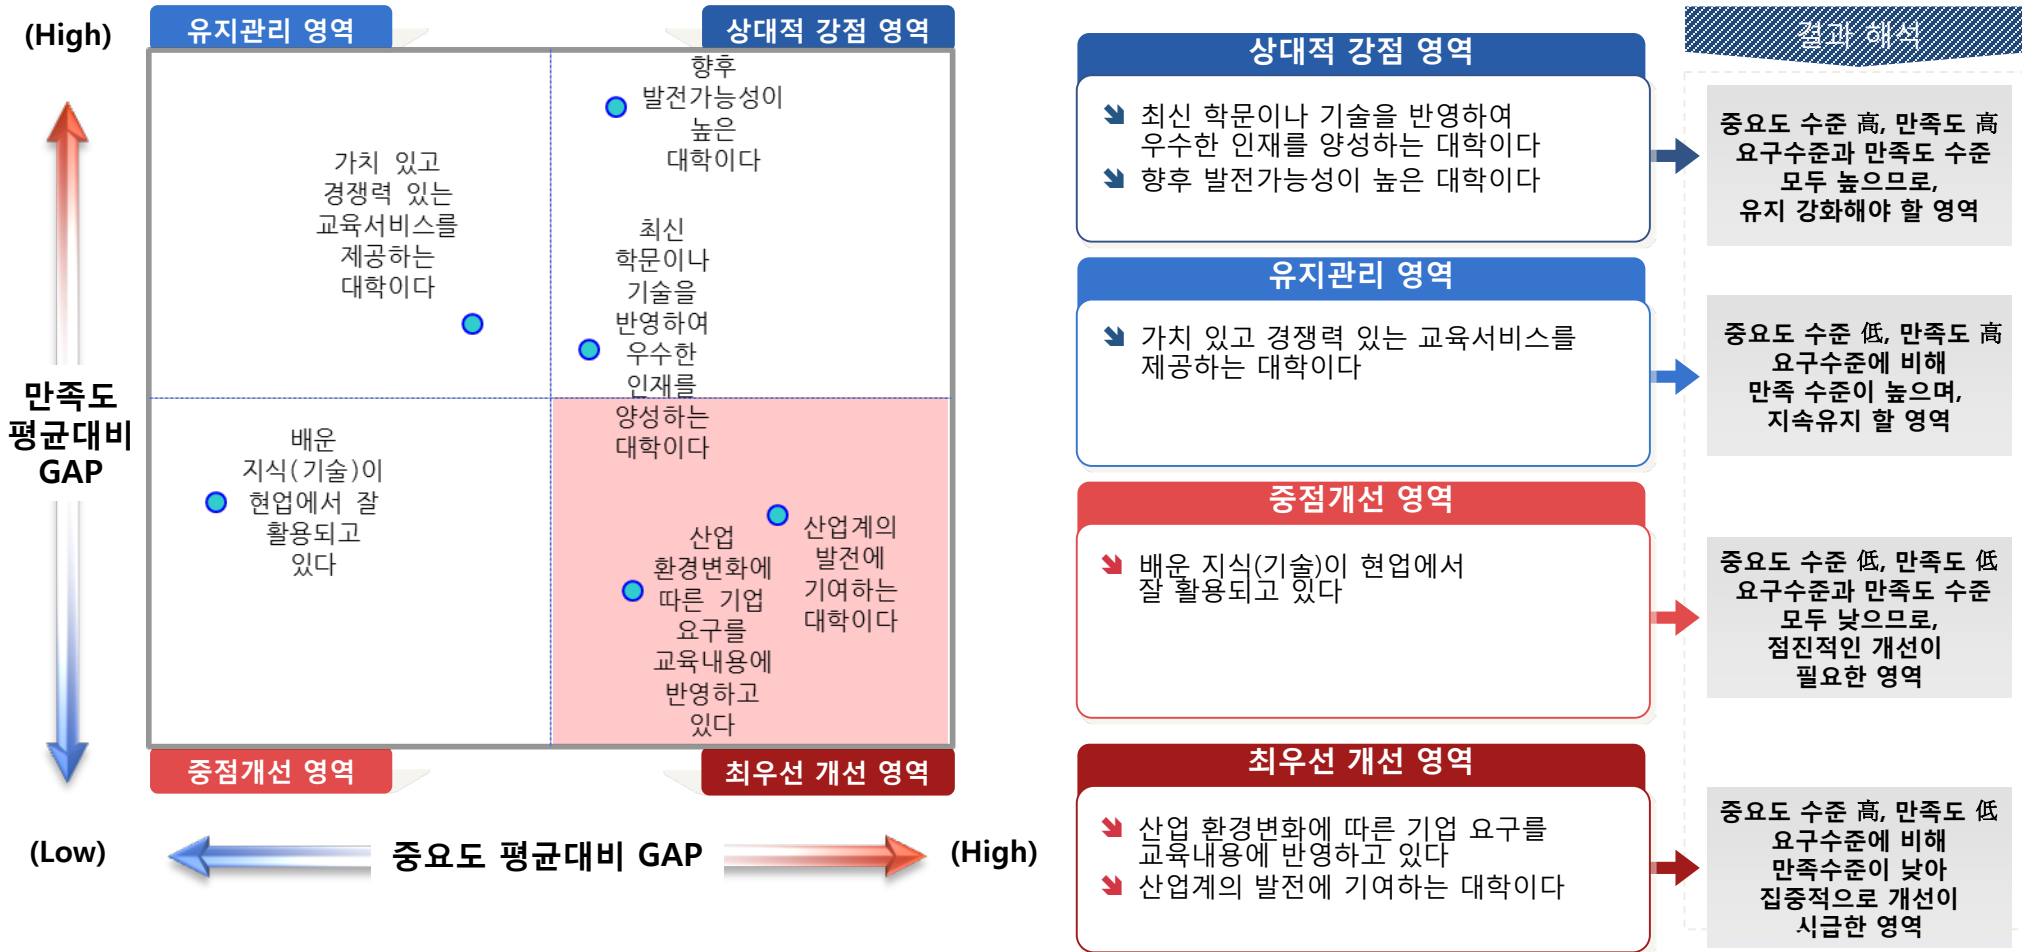 (High)
유지관리 영역
상대적 강점 영역
향후
발전가능성이
높은
대학이다
가치 있고
경쟁력 있는
교육서비스를
제공하는
대학이다
최신
학문이나
기술을
반영하여
우수한
인재를
양성하는
대학이다
만족도
평균대비
GAP
배운
지식(기술)이
현업에서 잘
활용되고
있다
산업
환경변화에
따른 기업
요구를
교육내용에
반영하고
있다
산업계의
발전에
기여하는
대학이다
중점개선 영역
최우선 개선 영역
(Low)
중요도 평균대비 GAP
(High)
결과 해석
상대적 강점 영역
최신 학문이나 기술을 반영하여
우수한 인재를 양성하는 대학이다
향후 발전가능성이 높은 대학이다
중요도 수준 高, 만족도 高
요구수준과 만족도 수준
모두 높으므로,
유지 강화해야 할 영역
유지관리 영역
가치 있고 경쟁력 있는 교육서비스를
제공하는 대학이다
중요도 수준 低, 만족도 高
요구수준에 비해
만족 수준이 높으며,
지속유지 할 영역
중점개선 영역
배운 지식(기술)이 현업에서
잘 활용되고 있다
중요도 수준 低, 만족도 低
요구수준과 만족도 수준
모두 낮으므로,
점진적인 개선이
필요한 영역
최우선 개선 영역
산업 환경변화에 따른 기업 요구를
교육내용에 반영하고 있다
산업계의 발전에 기여하는 대학이다
중요도 수준 高, 만족도 低
요구수준에 비해
만족수준이 낮아
집중적으로 개선이
시급한 영역